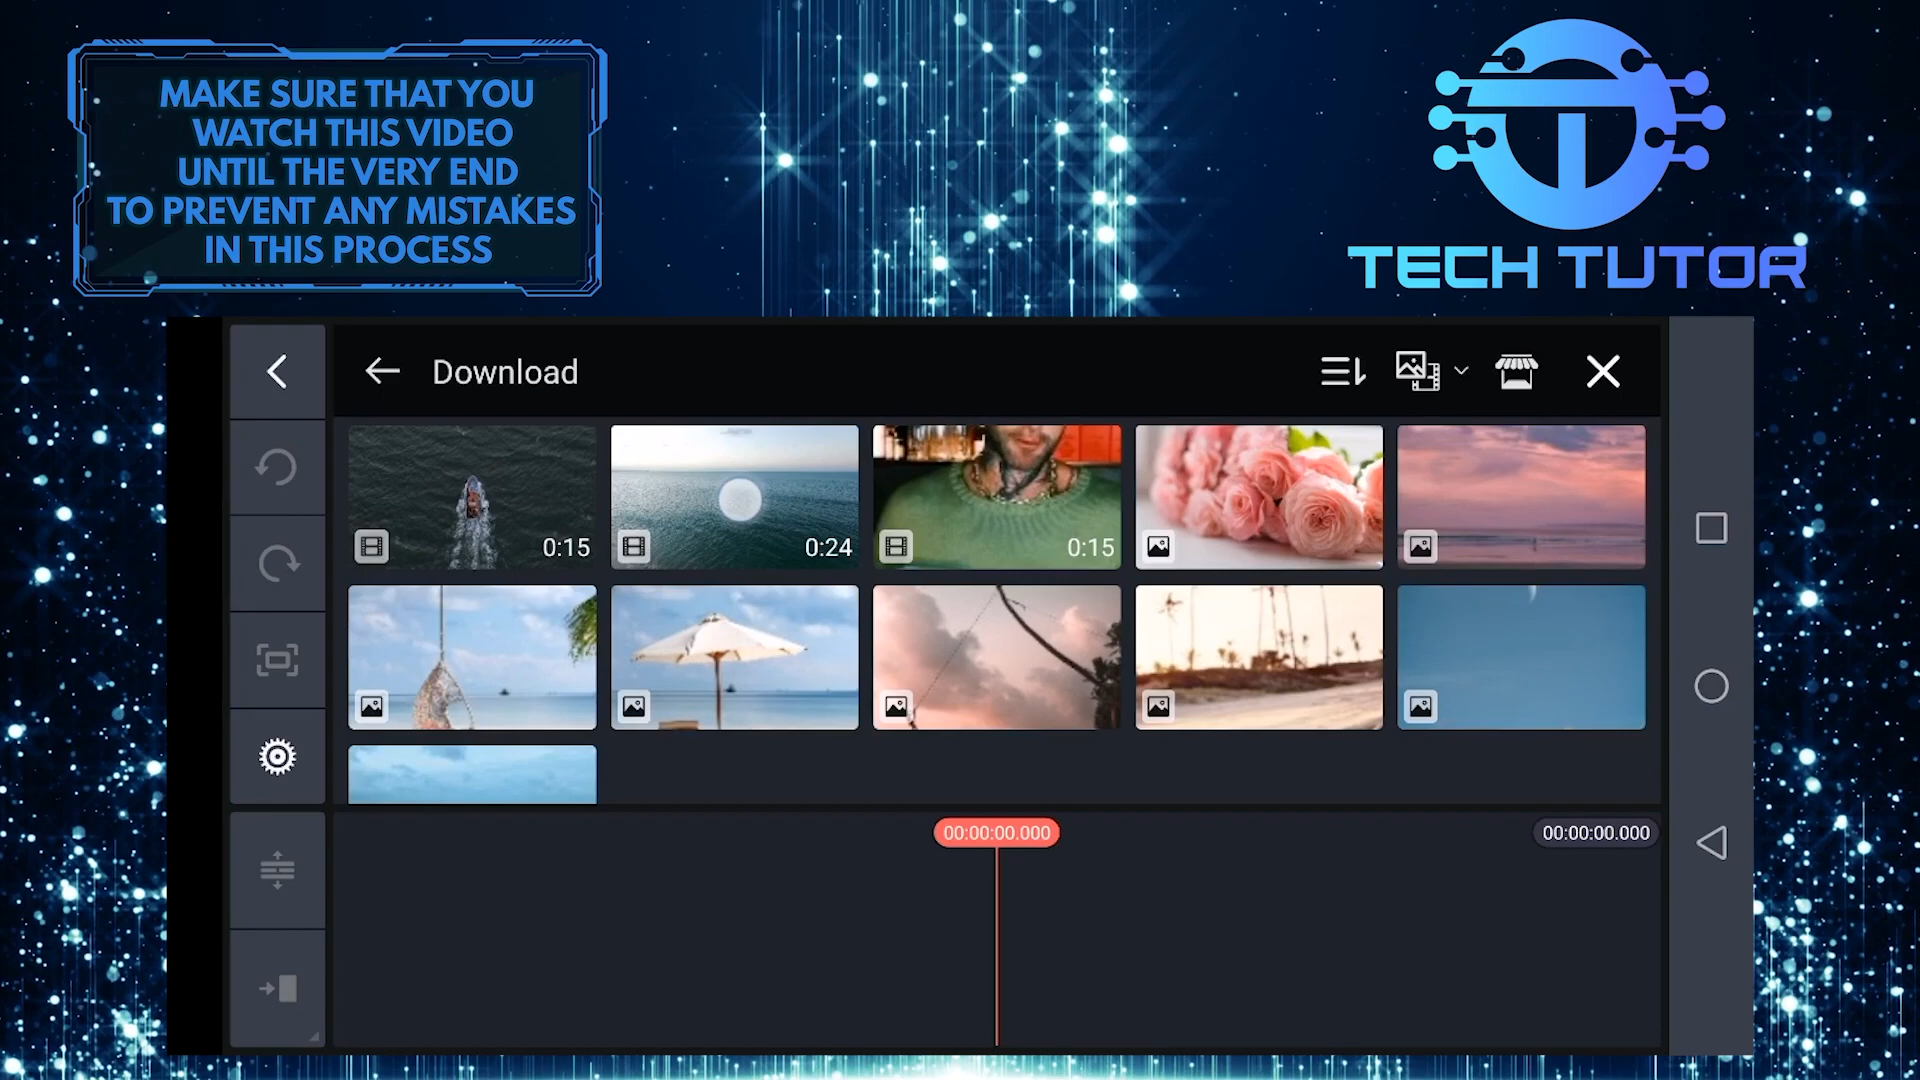 MAKE SURE THAT YOU
WATCH THIS VIDEO
UNTIL THE VERY END
TO PREVENT ANY MISTAKES
IN THIS PROCESS
TECH TUTOR
Download
0:15
0:24
0:15
00:00:00.000
00:00:00.000